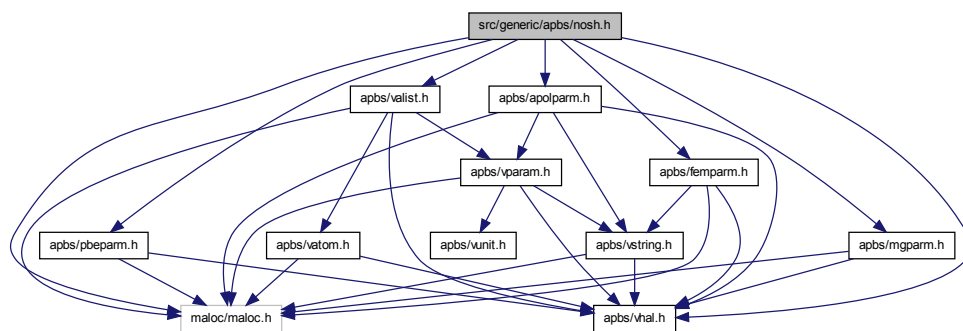 src/generic/apbs/nosh.h
apbs/valist.h
apbs/apolparm.h
apbs/vparam.h
apbs/femparm.h
apbs/pbeparm.h
apbs/vatom.h
apbs/vunit.h
apbs/vstring.h
apbs/mgparm.h
maloc/maloc.h
apbs/vhal.h